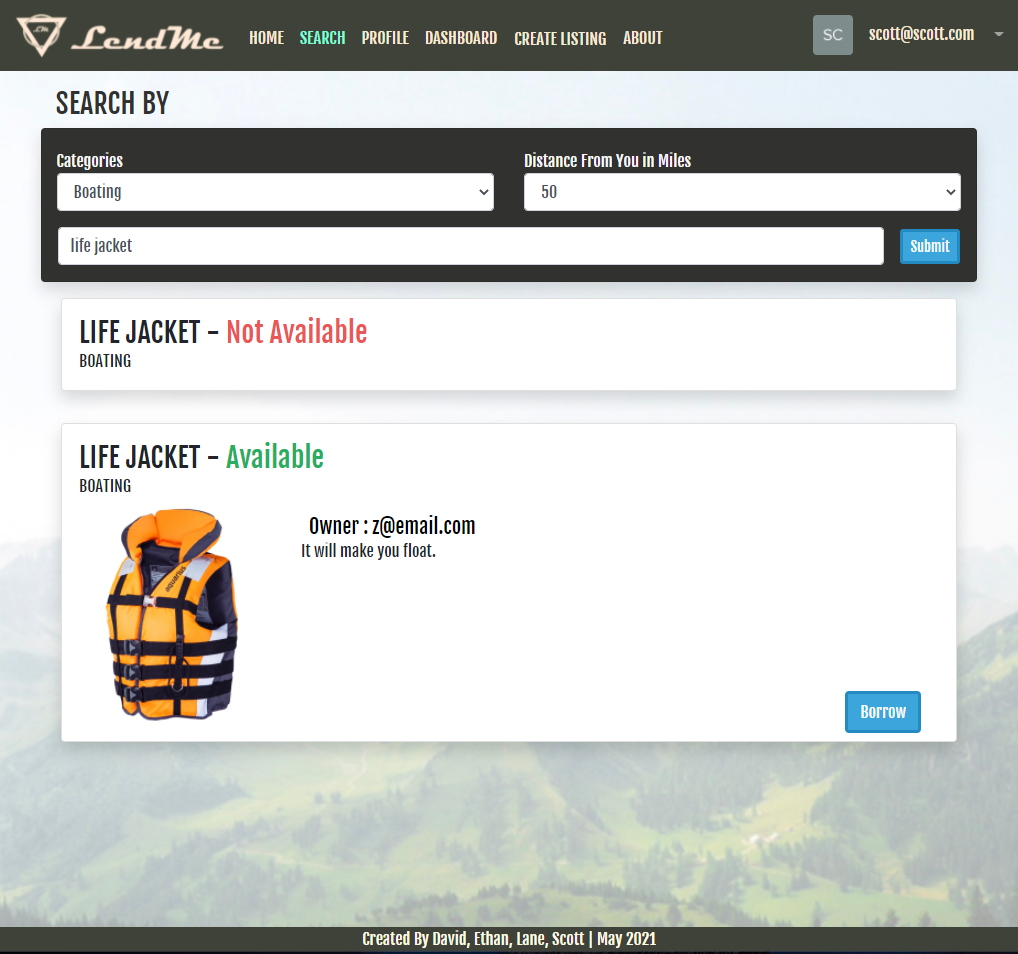 LM LendMe HOME SEARCH PROFILE DASHBOARD CREATE LISTING ABOUT SC scott@scott.com
SEARCH BY
Categories Distance From You in Miles
Boating 50
life jacket Submit
LIFE JACKET - Not Available
BOATING
LIFE JACKET - Available
BOATING
Owner : z@email.com
It will make you float.
aquarius
Borrow
Created By David, Ethan, Lane, Scott | May 2021